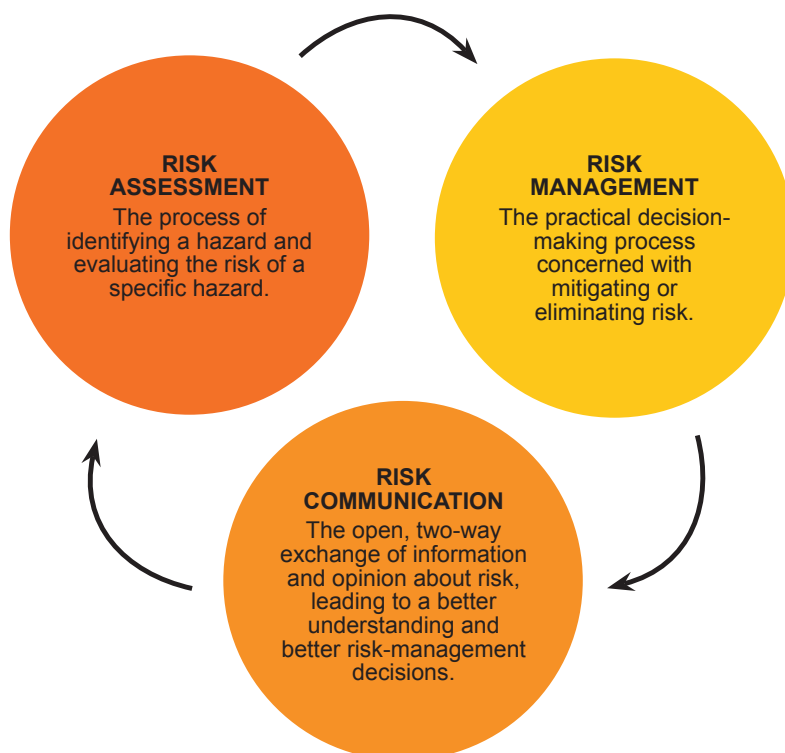 RISK
ASSESSMENT
The process of
identifying a hazard and
evaluating the risk of a
specific hazard.
RISK
MANAGEMENT
The practical decision-
making process
concerned with
mitigating or
eliminating risk.
RISK
COMMUNICATION
The open, two-way
exchange of information
and opinion about risk,
leading to a better
understanding and
better risk-management
decisions.